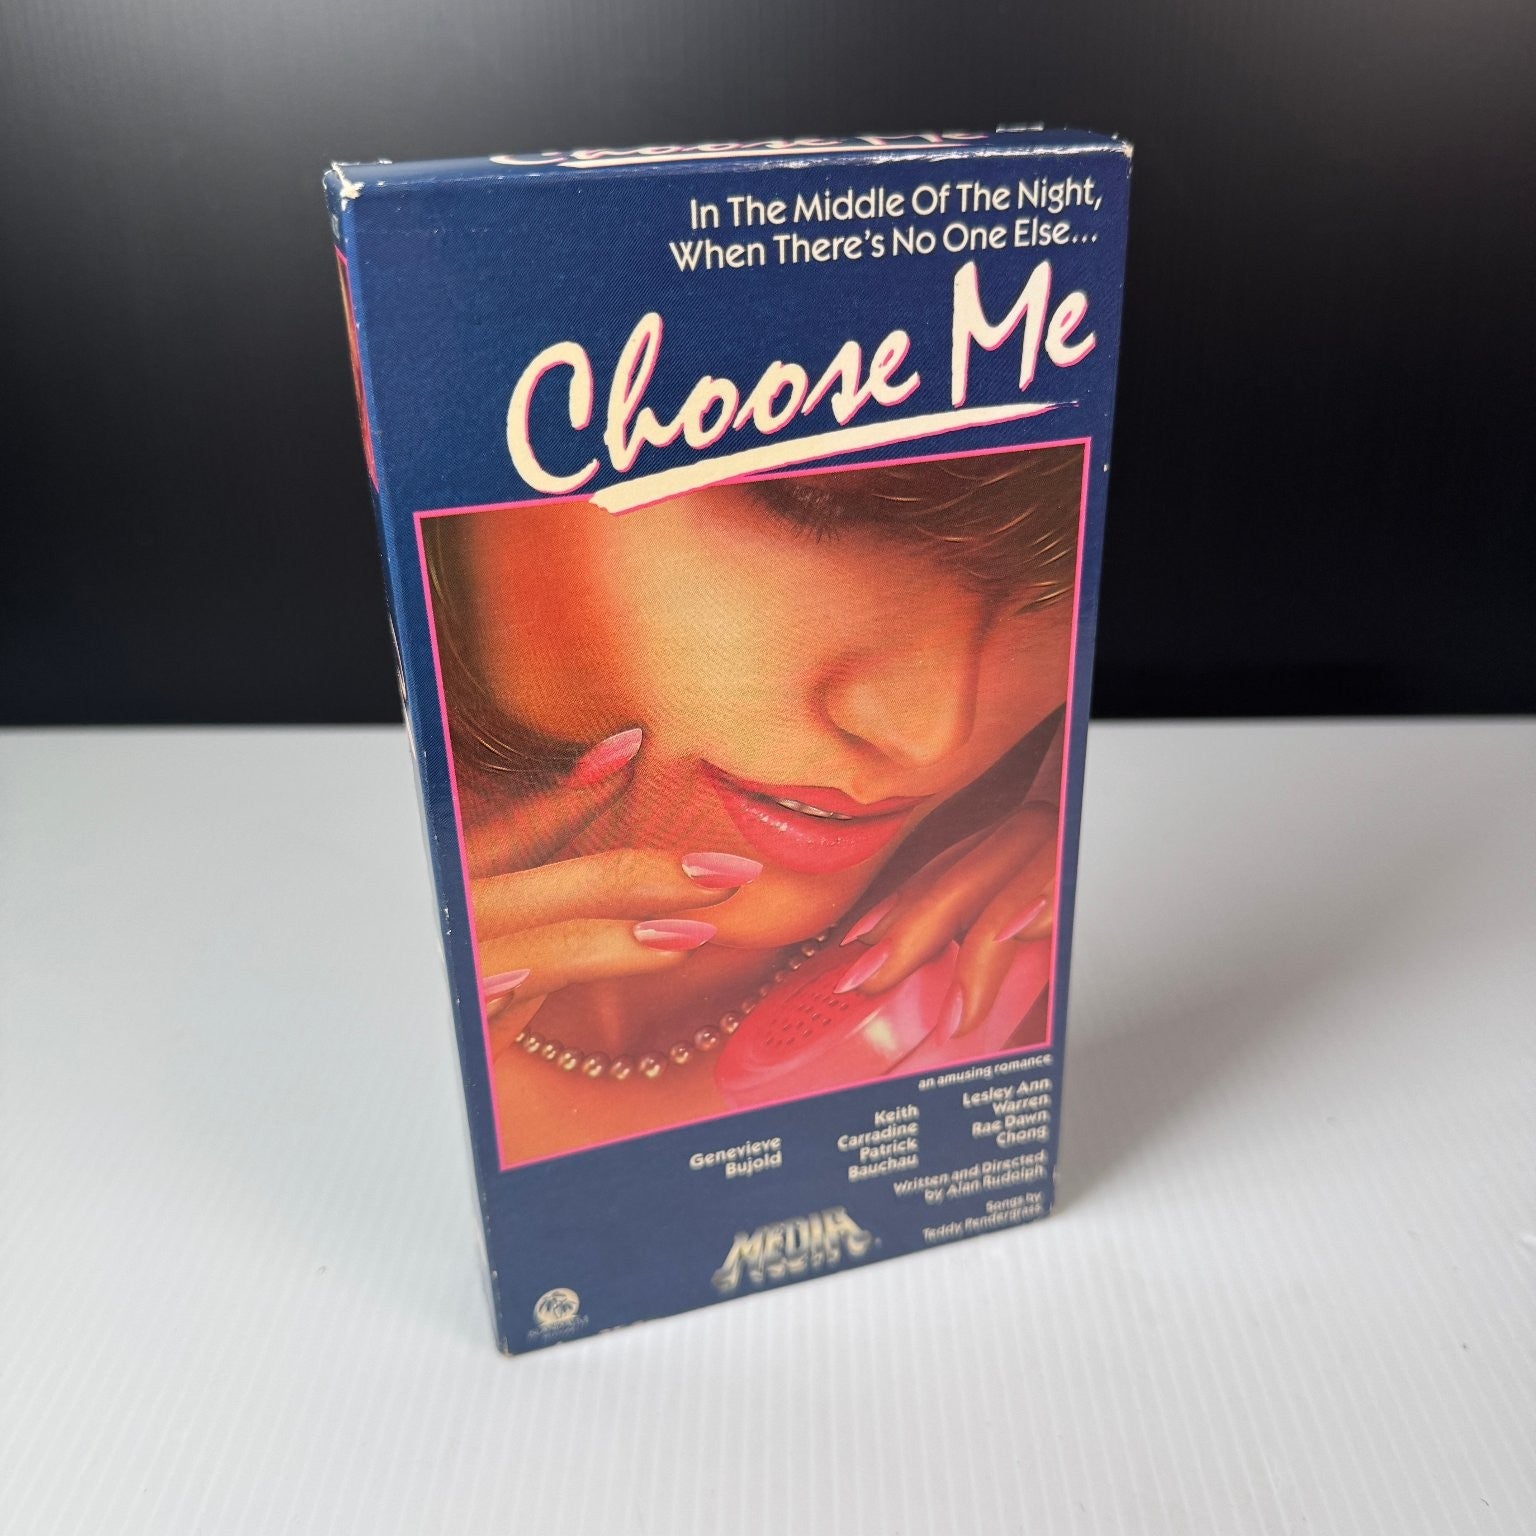 Choose Me
In The Middle Of The Night,
When There's No One Else...
Choose Me
an amusing romance
Genevieve
Bujold
Keith
Carradine
Patrick
Bauchau
Lesley Ann
Warren
Rae Dawn
Chong
Written and Directed
by Alan Rudolph
Songs by
Teddy Pendergrass
MEDIA